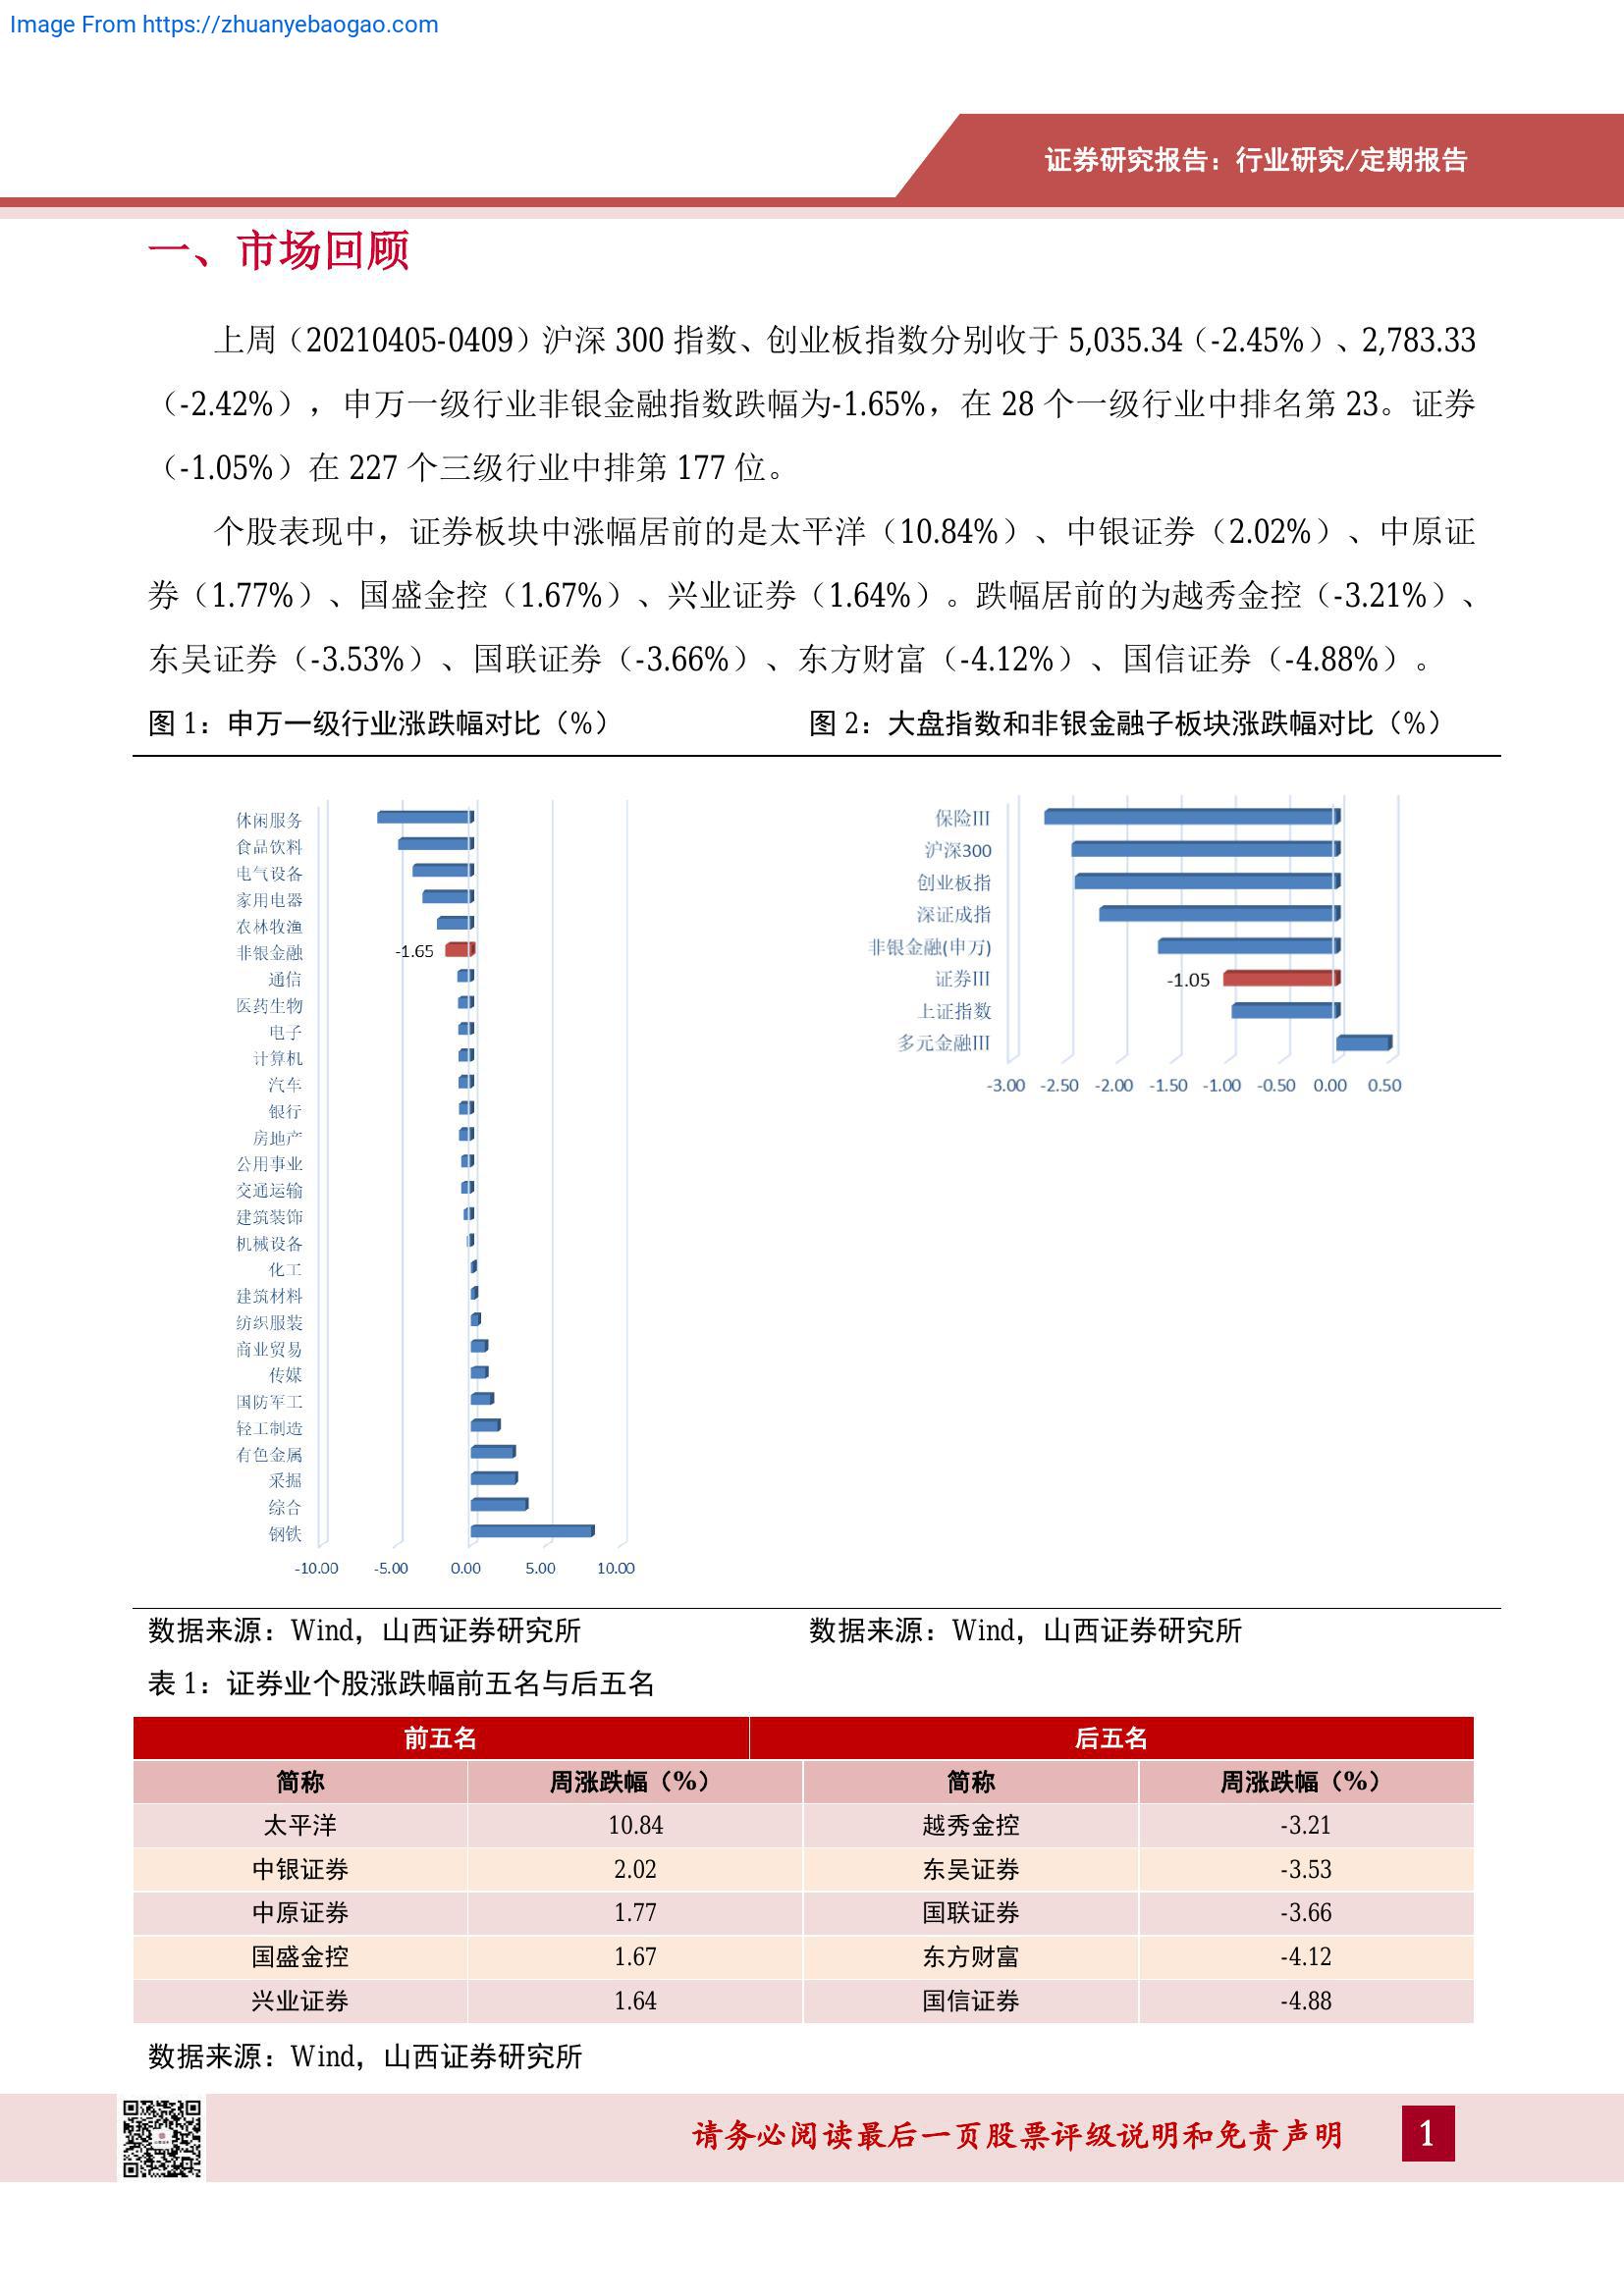 Image From https://zhuanyebaogao.com
证券研究报告：行业研究/定期报告
一、市场回顾
上周（20210405-0409）沪深 300 指数、创业板指数分别收于 5,035.34（-2.45%）、2,783.33
（-2.42%），申万一级行业非银金融指数跌幅为-1.65%，在 28 个一级行业中排名第 23。证券
（-1.05%）在 227 个三级行业中排第 177 位。
个股表现中，证券板块中涨幅居前的是太平洋（10.84%）、中银证券（2.02%）、中原证
券（1.77%）、国盛金控（1.67%）、兴业证券（1.64%）。跌幅居前的为越秀金控（-3.21%）、
东吴证券（-3.53%）、国联证券（-3.66%）、东方财富（-4.12%）、国信证券（-4.88%）。
图 1：申万一级行业涨跌幅对比（%）
休闲服务
食品饮料
电气设备
家用电器
农林牧渔
非银金融 -1.65
通信
医药生物
电子
计算机
汽车
银行
房地产
公用事业
交通运输
建筑装饰
机械设备
化工
建筑材料
纺织服装
商业贸易
传媒
国防军工
轻工制造
有色金属
采掘
综合
钢铁
-10.00 -5.00 0.00 5.00 10.00
数据来源：Wind，山西证券研究所
图 2：大盘指数和非银金融子板块涨跌幅对比（%）
保险III
沪深300
创业板指
深证成指
非银金融(申万)
证券III -1.05
上证指数
多元金融III
-3.00 -2.50 -2.00 -1.50 -1.00 -0.50 0.00 0.50
数据来源：Wind，山西证券研究所
表 1：证券业个股涨跌幅前五名与后五名
前五名 后五名
简称 周涨跌幅（%） 简称 周涨跌幅（%）
太平洋 10.84 越秀金控 -3.21
中银证券 2.02 东吴证券 -3.53
中原证券 1.77 国联证券 -3.66
国盛金控 1.67 东方财富 -4.12
兴业证券 1.64 国信证券 -4.88
数据来源：Wind，山西证券研究所
请务必阅读最后一页股票评级说明和免责声明 1